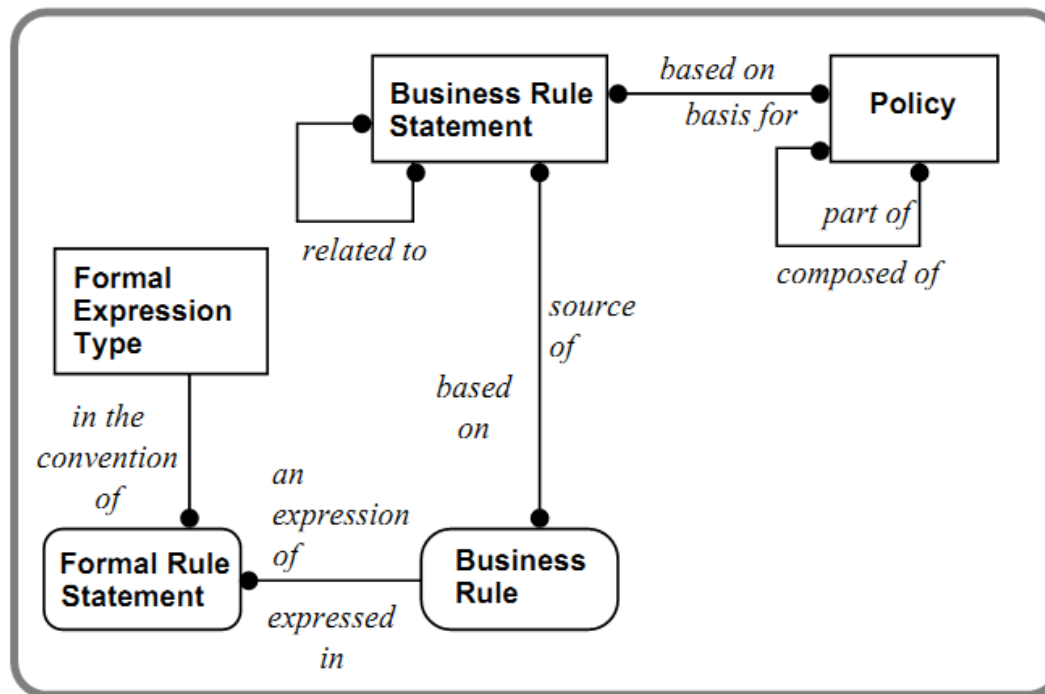 Business Rule
Statement
based on
basis for
Policy
related to
part of
composed of
Formal
Expression
Type
source
of
based
on
in the
convention
of
an
expression
of
Formal Rule
Statement
expressed
in
Business
Rule